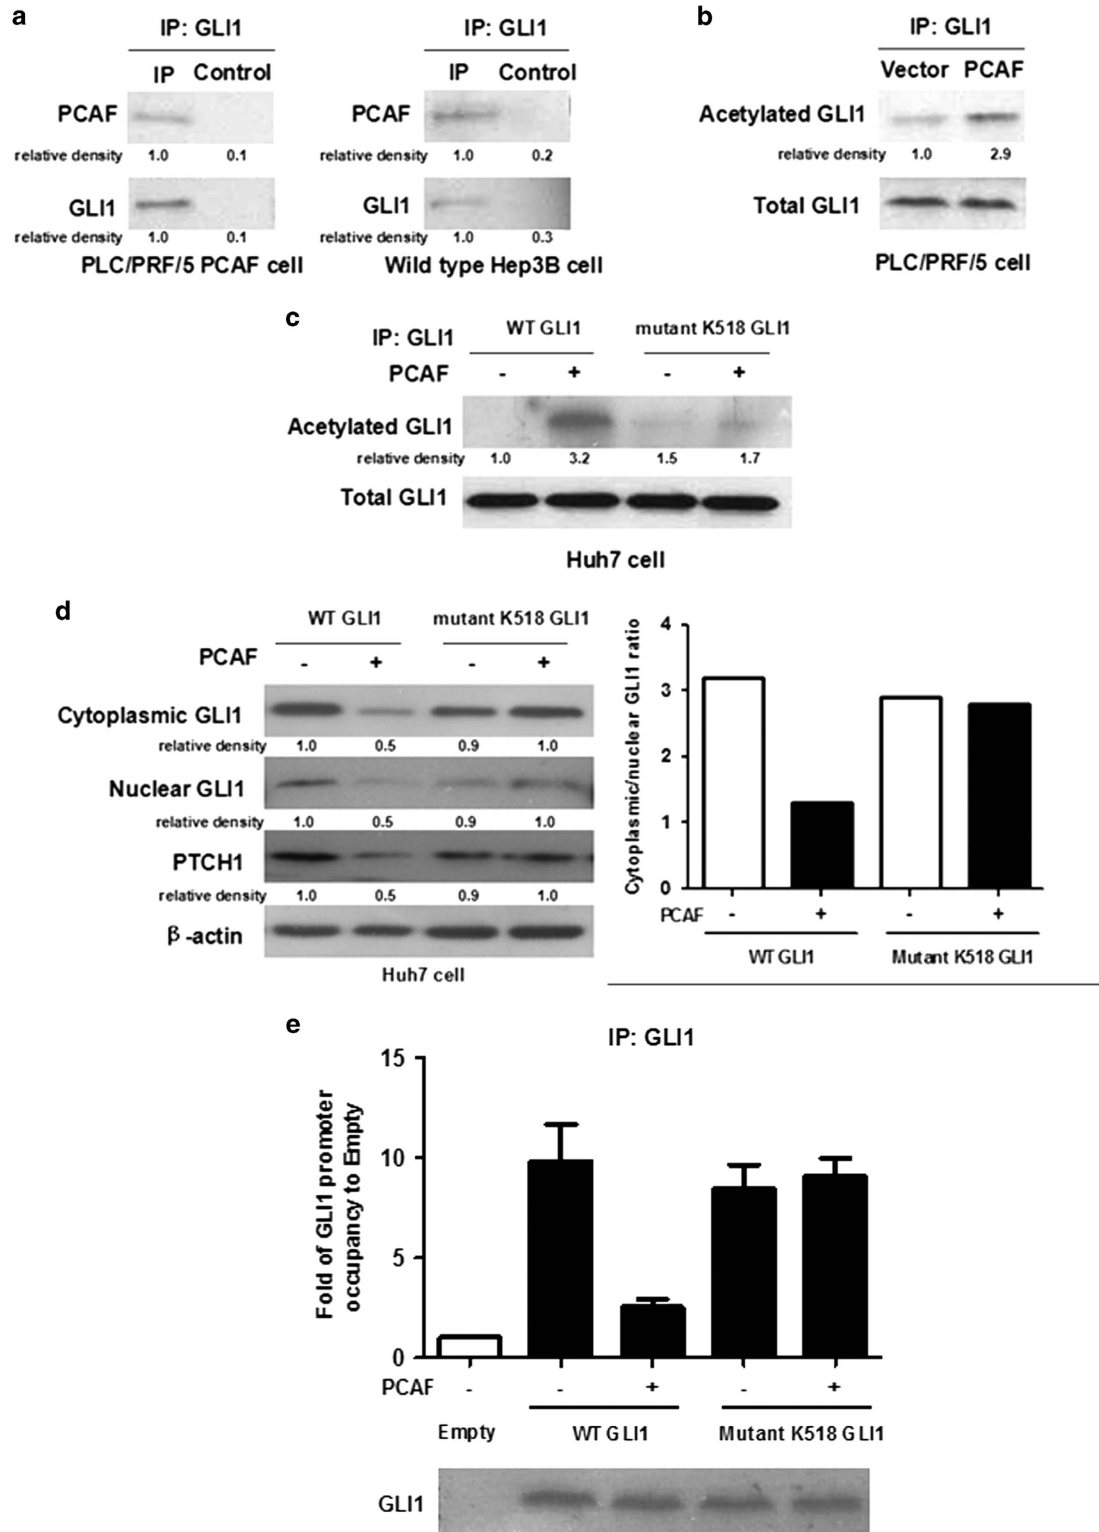 a
IP: GLI1
IP Control
PCAF
relative density 1.0 0.1
GLI1
relative density 1.0 0.1
PLC/PRF/5 PCAF cell
IP: GLI1
IP Control
PCAF
relative density 1.0 0.2
GLI1
relative density 1.0 0.3
Wild type Hep3B cell
b
IP: GLI1
Vector PCAF
Acetylated GLI1
relative density 1.0 2.9
Total GLI1
PLC/PRF/5 cell
c
IP: GLI1 WT GLI1 mutant K518 GLI1
PCAF - + - +
Acetylated GLI1
relative density 1.0 3.2 1.5 1.7
Total GLI1
Huh7 cell
d
WT GLI1 mutant K518 GLI1
PCAF - + - +
Cytoplasmic GLI1
relative density 1.0 0.5 0.9 1.0
Nuclear GLI1
relative density 1.0 0.5 0.9 1.0
PTCH1
relative density 1.0 0.5 0.9 1.0
β-actin
Huh7 cell
Cytoplasmic/nuclear GLI1 ratio
4
3
2
1
0
PCAF - + - +
WT GLI1 Mutant K518 GLI1
e
IP: GLI1
Fold of GLI1 promoter
occupancy to Empty
15
10
5
0
PCAF - - + - +
Empty WT GLI1 Mutant K518 GLI1
GLI1